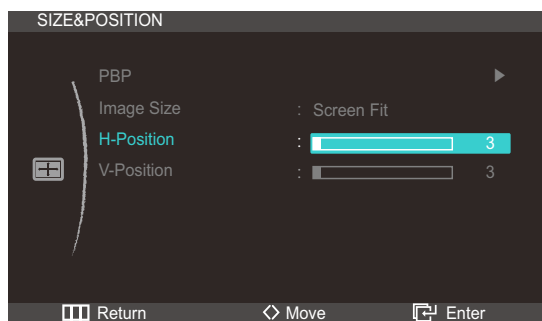 SIZE&POSITION
PBP
Image Size : Screen Fit
H-Position : 3
V-Position : 3
Return Move Enter